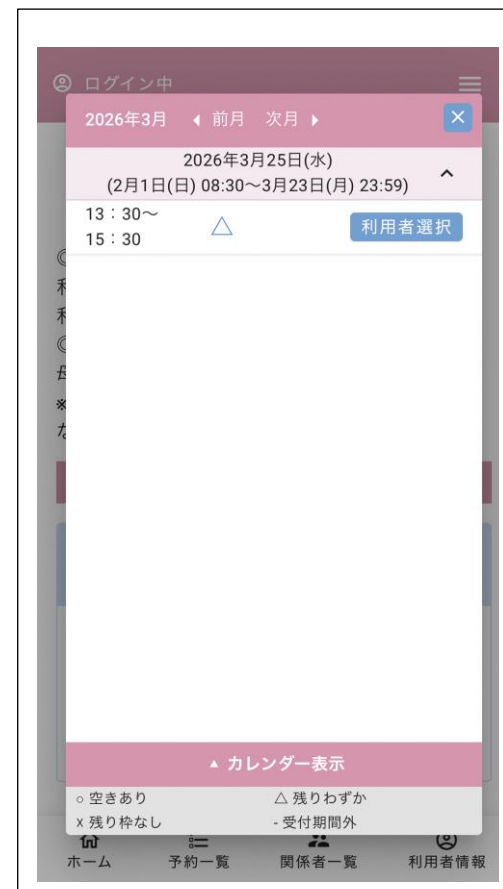 ログイン中
2026年3月 ◀ 前月 次月 ▶ ×
2026年3月25日(水)
(2月1日(日) 08:30～3月23日(月) 23:59)
13：30～
15：30
△
利用者選択
◎
利
利
◎
母
※
な
▲ カレンダー表示
○ 空きあり △ 残りわずか
x 残り枠なし - 受付期間外
ホーム 予約一覧 関係者一覧 利用者情報